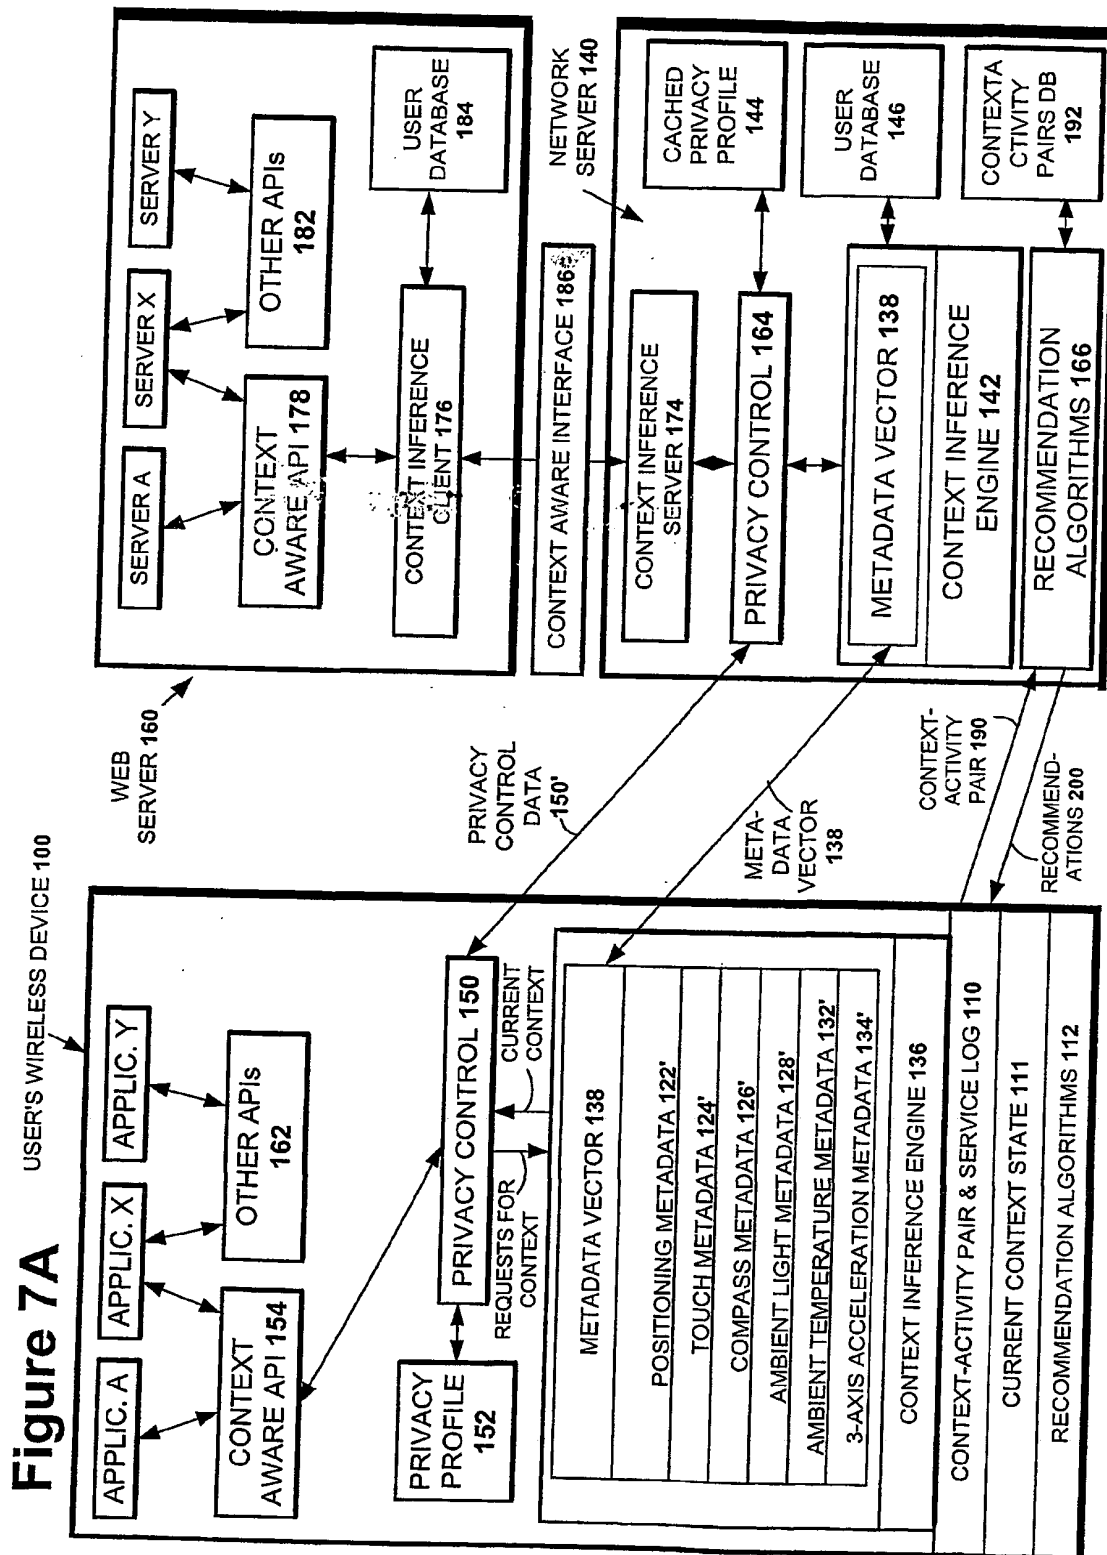 Figure 7A
USER'S WIRELESS DEVICE 100
APPLIC. A
APPLIC. X
APPLIC. Y
CONTEXT
AWARE API 154
OTHER APIs
162
PRIVACY
PROFILE
152
PRIVACY CONTROL 150
REQUESTS FOR
CONTEXT
CURRENT
CONTEXT
METADATA VECTOR 138
POSITIONING METADATA 122'
TOUCH METADATA 124'
COMPASS METADATA 126'
AMBIENT LIGHT METADATA 128'
AMBIENT TEMPERATURE METADATA 132'
3-AXIS ACCELERATION METADATA 134'
CONTEXT INFERENCE ENGINE 136
CONTEXT-ACTIVITY PAIR & SERVICE LOG 110
CURRENT CONTEXT STATE 111
RECOMMENDATION ALGORITHMS 112
WEB
SERVER 160
PRIVACY
CONTROL
DATA
150'
META-
DATA
VECTOR
138
CONTEXT-
ACTIVITY
PAIR 190
RECOMMEND-
ATIONS 200
SERVER A
SERVER X
SERVER Y
CONTEXT
AWARE API 178
OTHER APIs
182
CONTEXT INFERENCE
CLIENT 176
USER
DATABASE
184
CONTEXT AWARE INTERFACE 186
NETWORK
SERVER 140
CONTEXT INFERENCE
SERVER 174
CACHED
PRIVACY
PROFILE
144
PRIVACY CONTROL 164
METADATA VECTOR 138
USER
DATABASE
146
CONTEXT INFERENCE
ENGINE 142
RECOMMENDATION
ALGORITHMS 166
CONTEXTA
CTIVITY
PAIRS DB
192